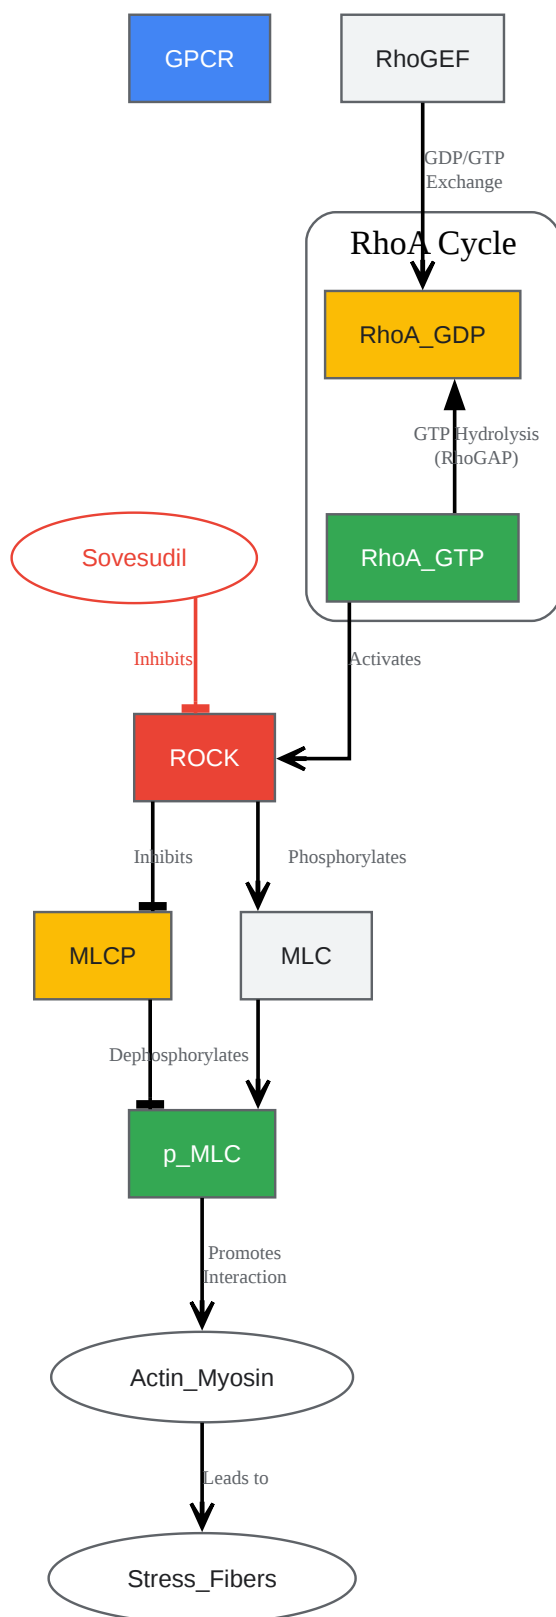 GPCR
RhoGEF
GDP/GTP
Exchange
RhoA Cycle
RhoA_GDP
GTP Hydrolysis
(RhoGAP)
Sovesudil
RhoA_GTP
Inhibits
Activates
ROCK
Inhibits
Phosphorylates
MLCP
MLC
Dephosphorylates
p_MLC
Promotes
Interaction
Actin_Myosin
Leads to
Stress_Fibers